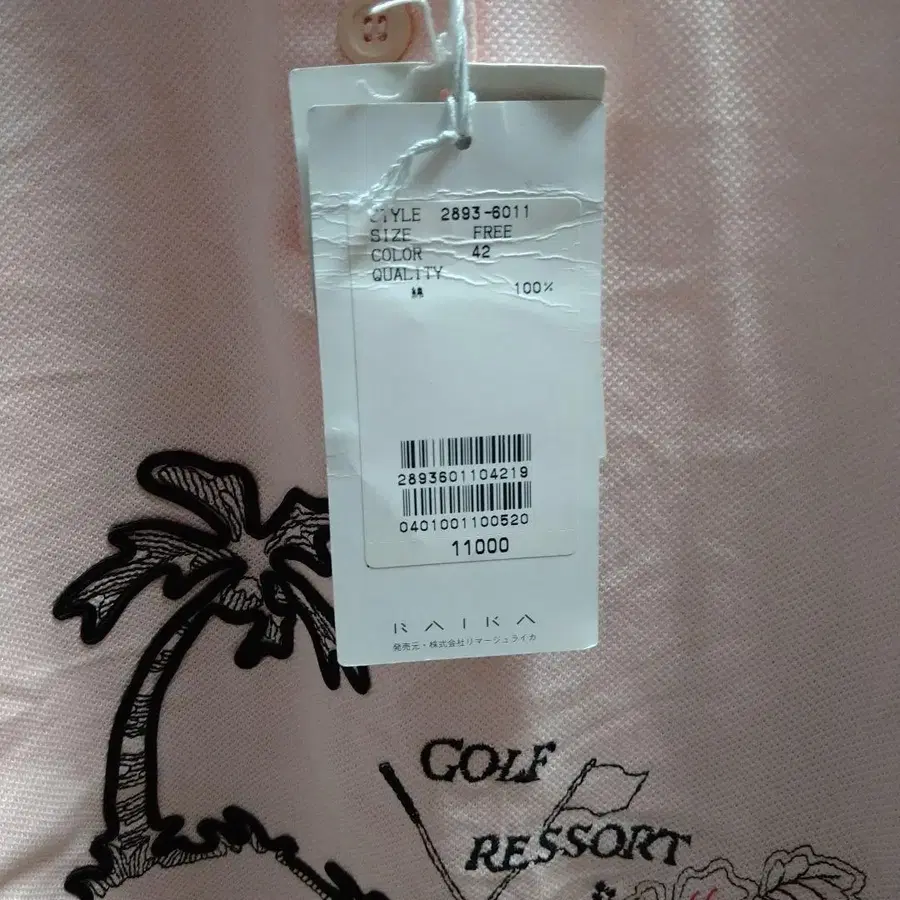 STYLE 2893-6011
SIZE FREE
COLOR 42
QUALITY
綿 100%
2893601104219
0401001100520
11000
RAIKA
発売元・株式会社リマージュライカ
GOLF
RESSORT